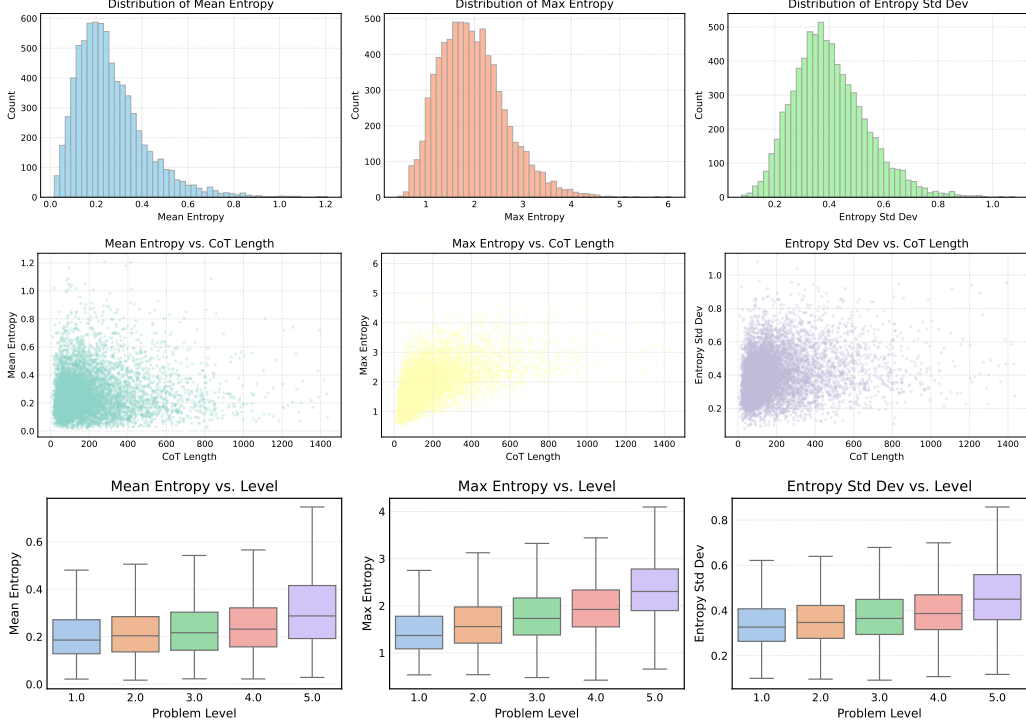 Distribution of Mean Entropy
Distribution of Max Entropy
Distribution of Entropy Std Dev
600
500
400
300
200
100
0
Count
0.0 0.2 0.4 0.6 0.8 1.0 1.2
Mean Entropy
500
400
300
200
100
0
Count
1 2 3 4 5 6
Max Entropy
500
400
300
200
100
0
Count
0.2 0.4 0.6 0.8 1.0
Entropy Std Dev
Mean Entropy vs. CoT Length
Max Entropy vs. CoT Length
Entropy Std Dev vs. CoT Length
1.2
1.0
0.8
0.6
0.4
0.2
0.0
Mean Entropy
0 200 400 600 800 1000 1200 1400
CoT Length
6
5
4
3
2
1
Max Entropy
0 200 400 600 800 1000 1200 1400
CoT Length
1.0
0.8
0.6
0.4
0.2
Entropy Std Dev
0 200 400 600 800 1000 1200 1400
CoT Length
Mean Entropy vs. Level
Max Entropy vs. Level
Entropy Std Dev vs. Level
0.6
0.4
0.2
0.0
Mean Entropy
1.0 2.0 3.0 4.0 5.0
Problem Level
4
3
2
1
Max Entropy
1.0 2.0 3.0 4.0 5.0
Problem Level
0.8
0.6
0.4
0.2
Entropy Std Dev
1.0 2.0 3.0 4.0 5.0
Problem Level